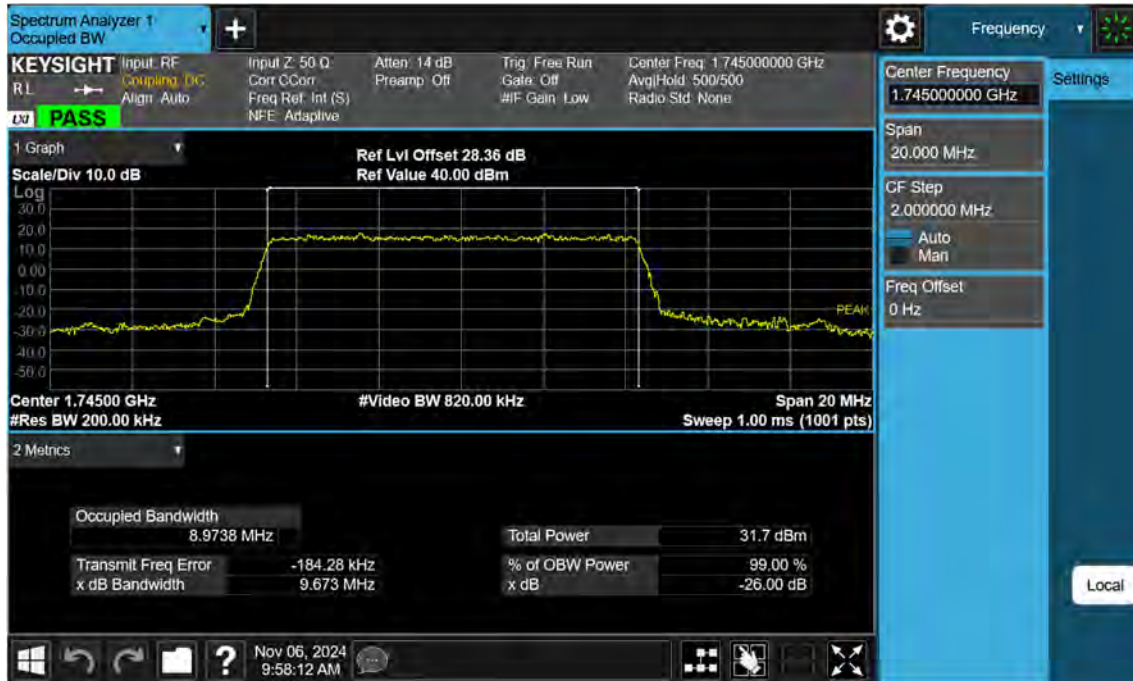 Spectrum Analyzer 1
Occupied BW
+
Frequency
KEYSIGHT Input: RF Input Z: 50 Ω Atten: 14 dB Trig: Free Run Center Freq: 1.745000000 GHz
RL Coupling: DC Corr CCorr Preamp: Off Gate: Off Avg|Hold: 500/500
Align: Auto Freq Ref: Int (S) #IF Gain: Low Radio Std: None
LXI PASS NFE: Adaptive
1 Graph
Scale/Div 10.0 dB
Ref Lvl Offset 28.36 dB
Ref Value 40.00 dBm
Log
30.0
20.0
10.0
0.00
-10.0
-20.0
-30.0
-40.0
-50.0
PEAK
Center 1.74500 GHz #Video BW 820.00 kHz Span 20 MHz
#Res BW 200.00 kHz Sweep 1.00 ms (1001 pts)
2 Metrics
Occupied Bandwidth
8.9738 MHz
Total Power 31.7 dBm
Transmit Freq Error -184.28 kHz % of OBW Power 99.00 %
x dB Bandwidth 9.673 MHz x dB -26.00 dB
Center Frequency
1.745000000 GHz
Settings
Span
20.000 MHz
CF Step
2.000000 MHz
Auto
Man
Freq Offset
0 Hz
Local
?
Nov 06, 2024
9:58:12 AM